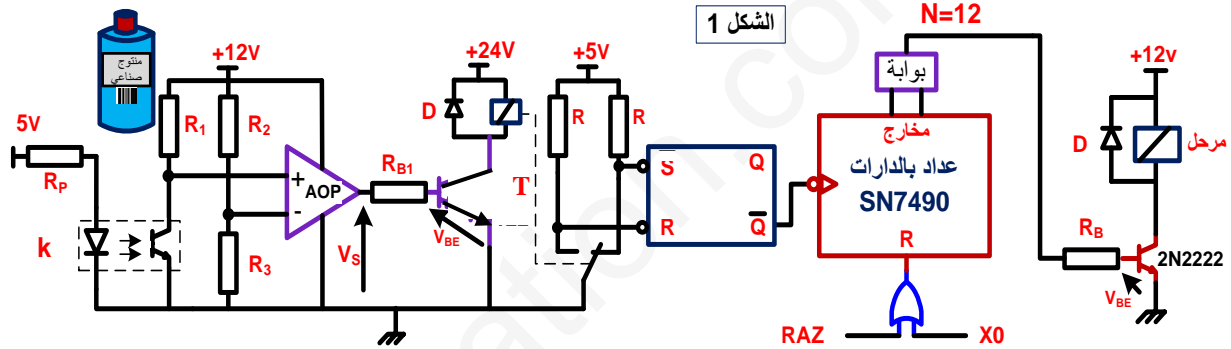 الشكل 1
N=12
منتوج
صناعي
+12v
+24V
+5V
+12v
بوابة
R1
R2
D
R
R
مخارج
5V
RP
AOP
+
-
RB1
T
S
Q
عداد بالدارات
SN7490
D
مرحل
k
R3
VS
VBE
R
Q
R
RB
2N2222
VBE
RAZ
X0